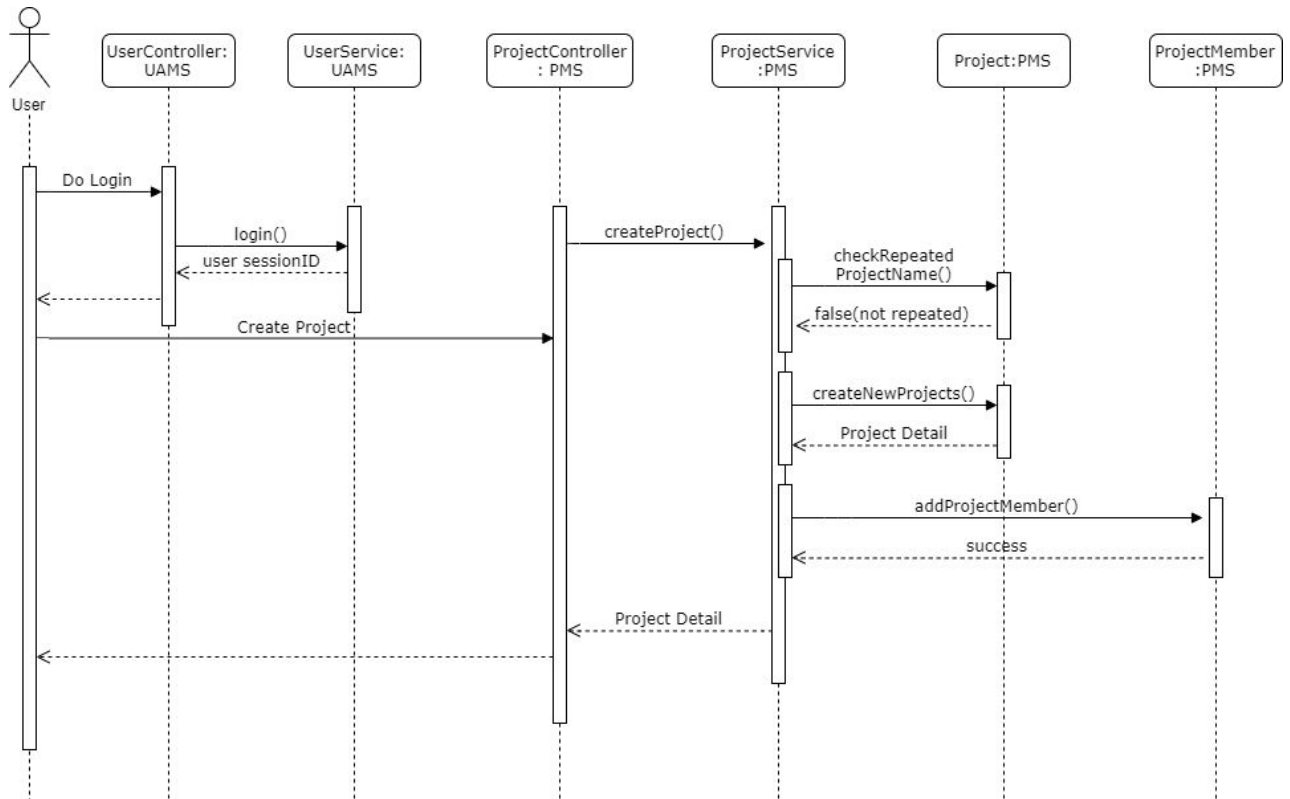 User
UserController:
UAMS
UserService:
UAMS
ProjectController
: PMS
ProjectService
:PMS
Project:PMS
ProjectMember
:PMS
Do Login
login()
user sessionID
createProject()
checkRepeated
ProjectName()
false(not repeated)
Create Project
createNewProjects()
Project Detail
addProjectMember()
success
Project Detail